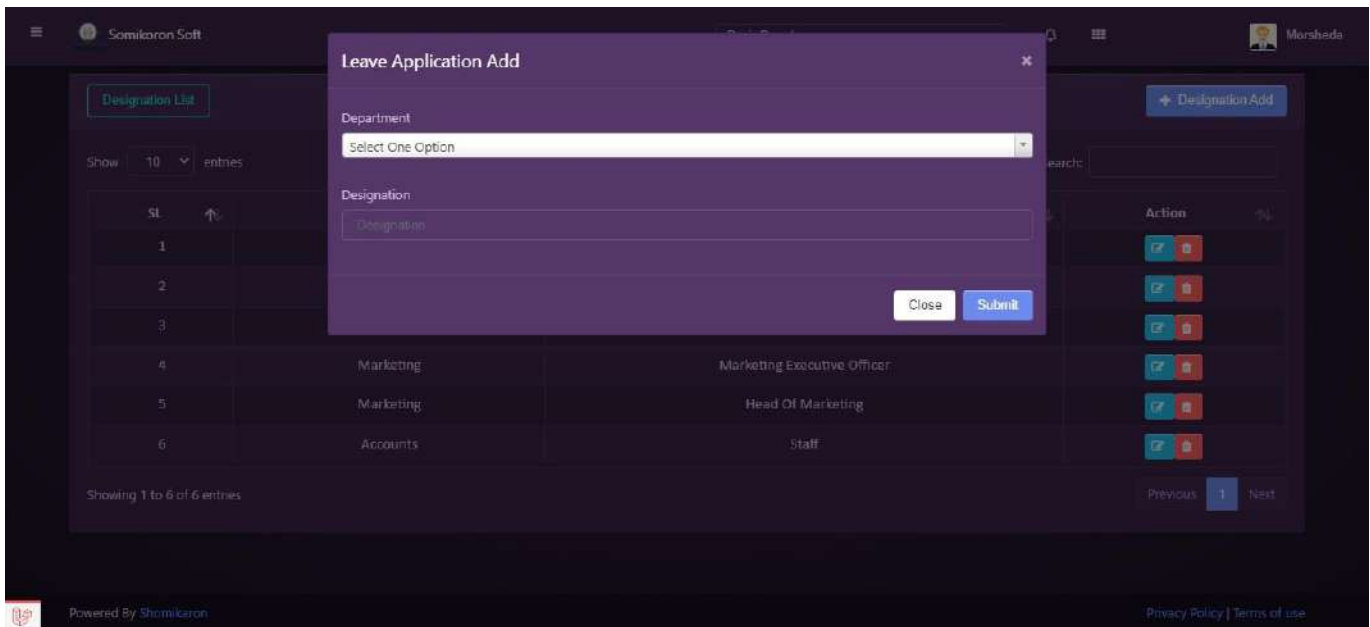 Somikoron Soft
Morsheda
Leave Application Add
×
Designation List
+ Designation Add
Department
Select One Option
Show 10 entries
earch:
Designation
Designation
SL
Action
1
2
3
Close
Submit
4 Marketing Marketing Executive Officer
5 Marketing Head Of Marketing
6 Accounts Staff
Showing 1 to 6 of 6 entries
Previous 1 Next
Powered By Shomikaron
Privacy Policy | Terms of use